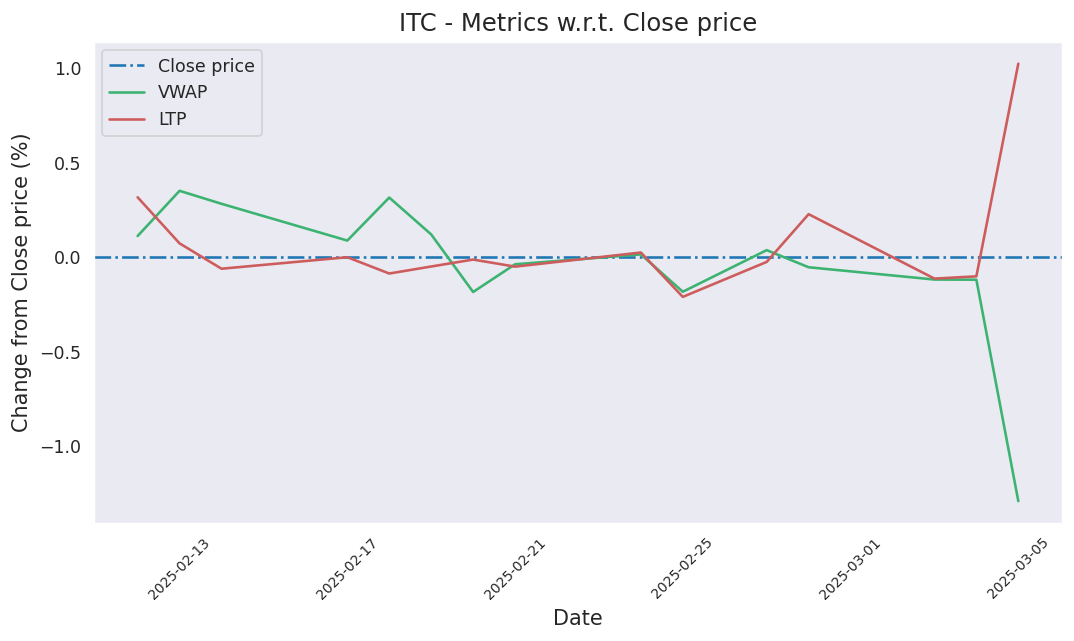 ITC - Metrics w.r.t. Close price
Close price
VWAP
LTP
Change from Close price (%)
1.0
0.5
0.0
−0.5
−1.0
2025-02-13
2025-02-17
2025-02-21
2025-02-25
2025-03-01
2025-03-05
Date